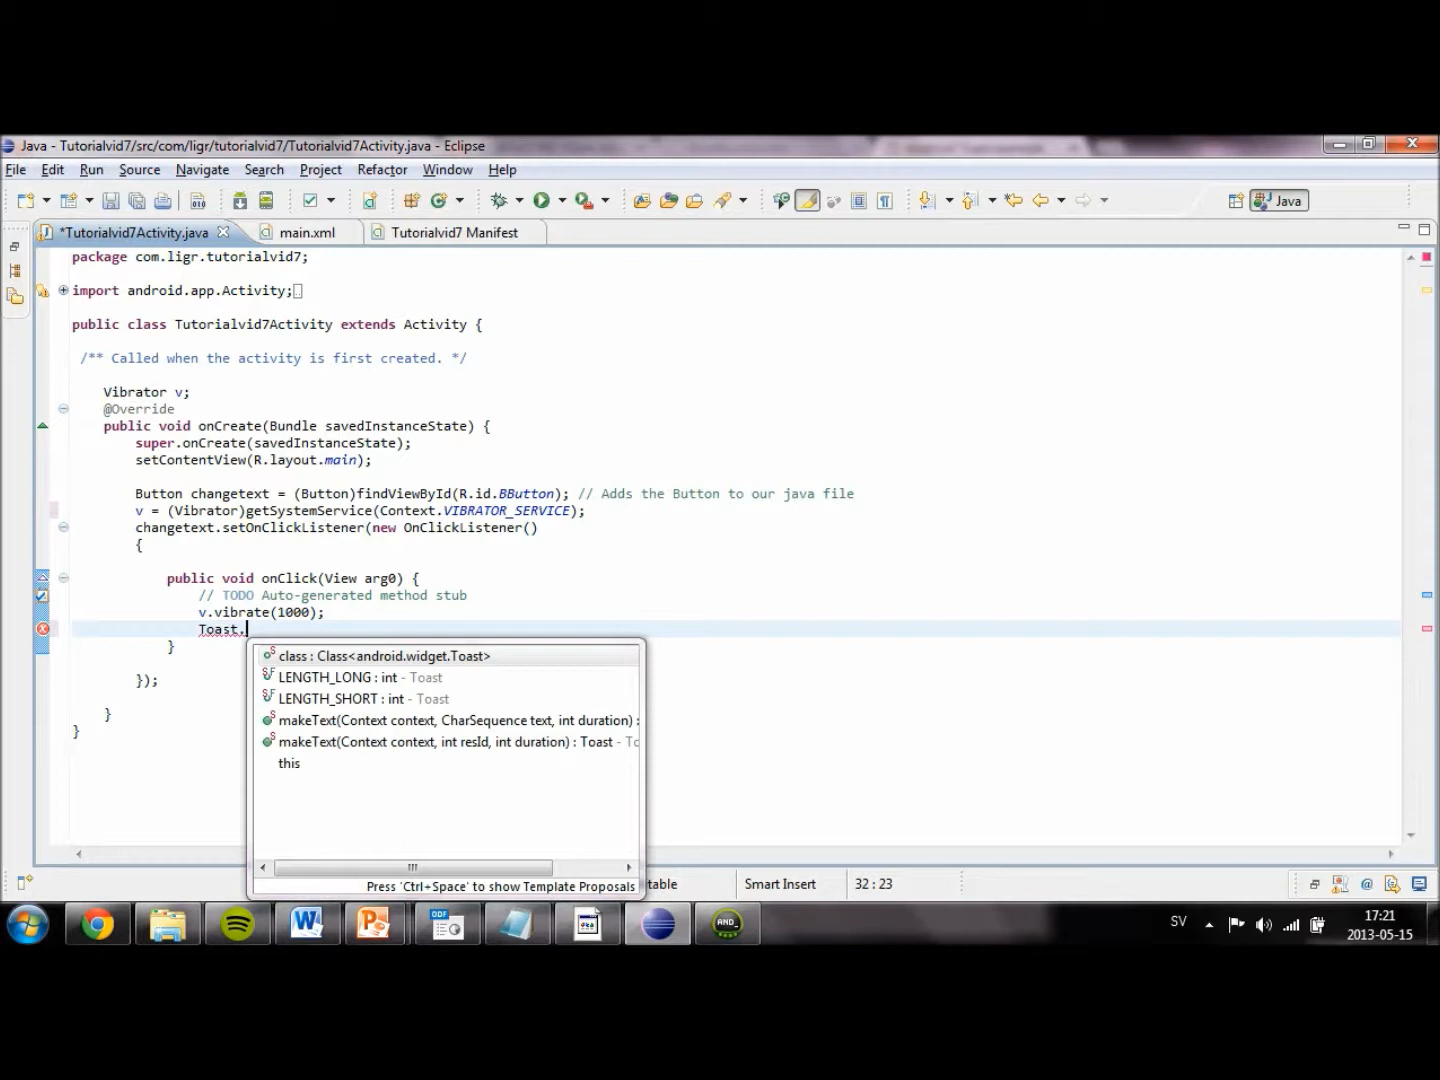 Java - Tutorialvid7/src/com/ligr/tutorialvid7/Tutorialvid7Activity.java - Eclipse
File Edit Run Source Search Navigate Search Project Refactor Window Help
Java
*Tutorialvid7Activity.java main.xml Tutorialvid7 Manifest
package com.ligr.tutorialvid7;
import android.app.Activity;
public class Tutorialvid7Activity extends Activity {
/** Called when the activity is first created. */
Vibrator v;
@Override
public void onCreate(Bundle savedInstanceState) {
super.onCreate(savedInstanceState);
setContentView(R.layout.main);
Button changetext = (Button)findViewById(R.id.BButton); // Adds the Button to our java file
v = (Vibrator)getSystemService(Context.VIBRATOR_SERVICE);
changetext.setOnClickListener(new OnClickListener()
{
public void onClick(View arg0) {
// TODO Auto-generated method stub
v.vibrate(1000);
Toast.
}
class : Class<android.widget.Toast>
LENGTH_LONG : int - Toast
LENGTH_SHORT : int - Toast
makeText(Context context, CharSequence text, int duration) :
makeText(Context context, int resId, int duration) : Toast - To
this
Press 'Ctrl+Space' to show Template Proposals
});
}
}
table Smart Insert 32 : 23
ODF
AND_
SV
17:21
2013-05-15